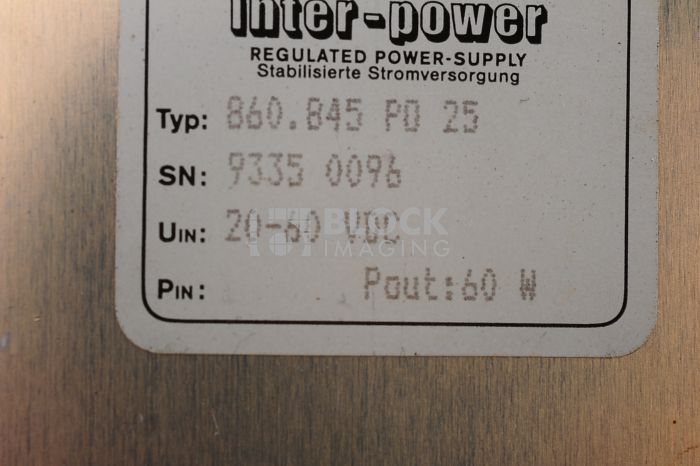 inter-power
REGULATED POWER-SUPPLY
Stabilisierte Stromversorgung
Typ: 860.845 PQ 25
SN: 9335 0096
UIN: 20-60 VDC
BLOCK
IMAGING
PIN: Pout:60 W